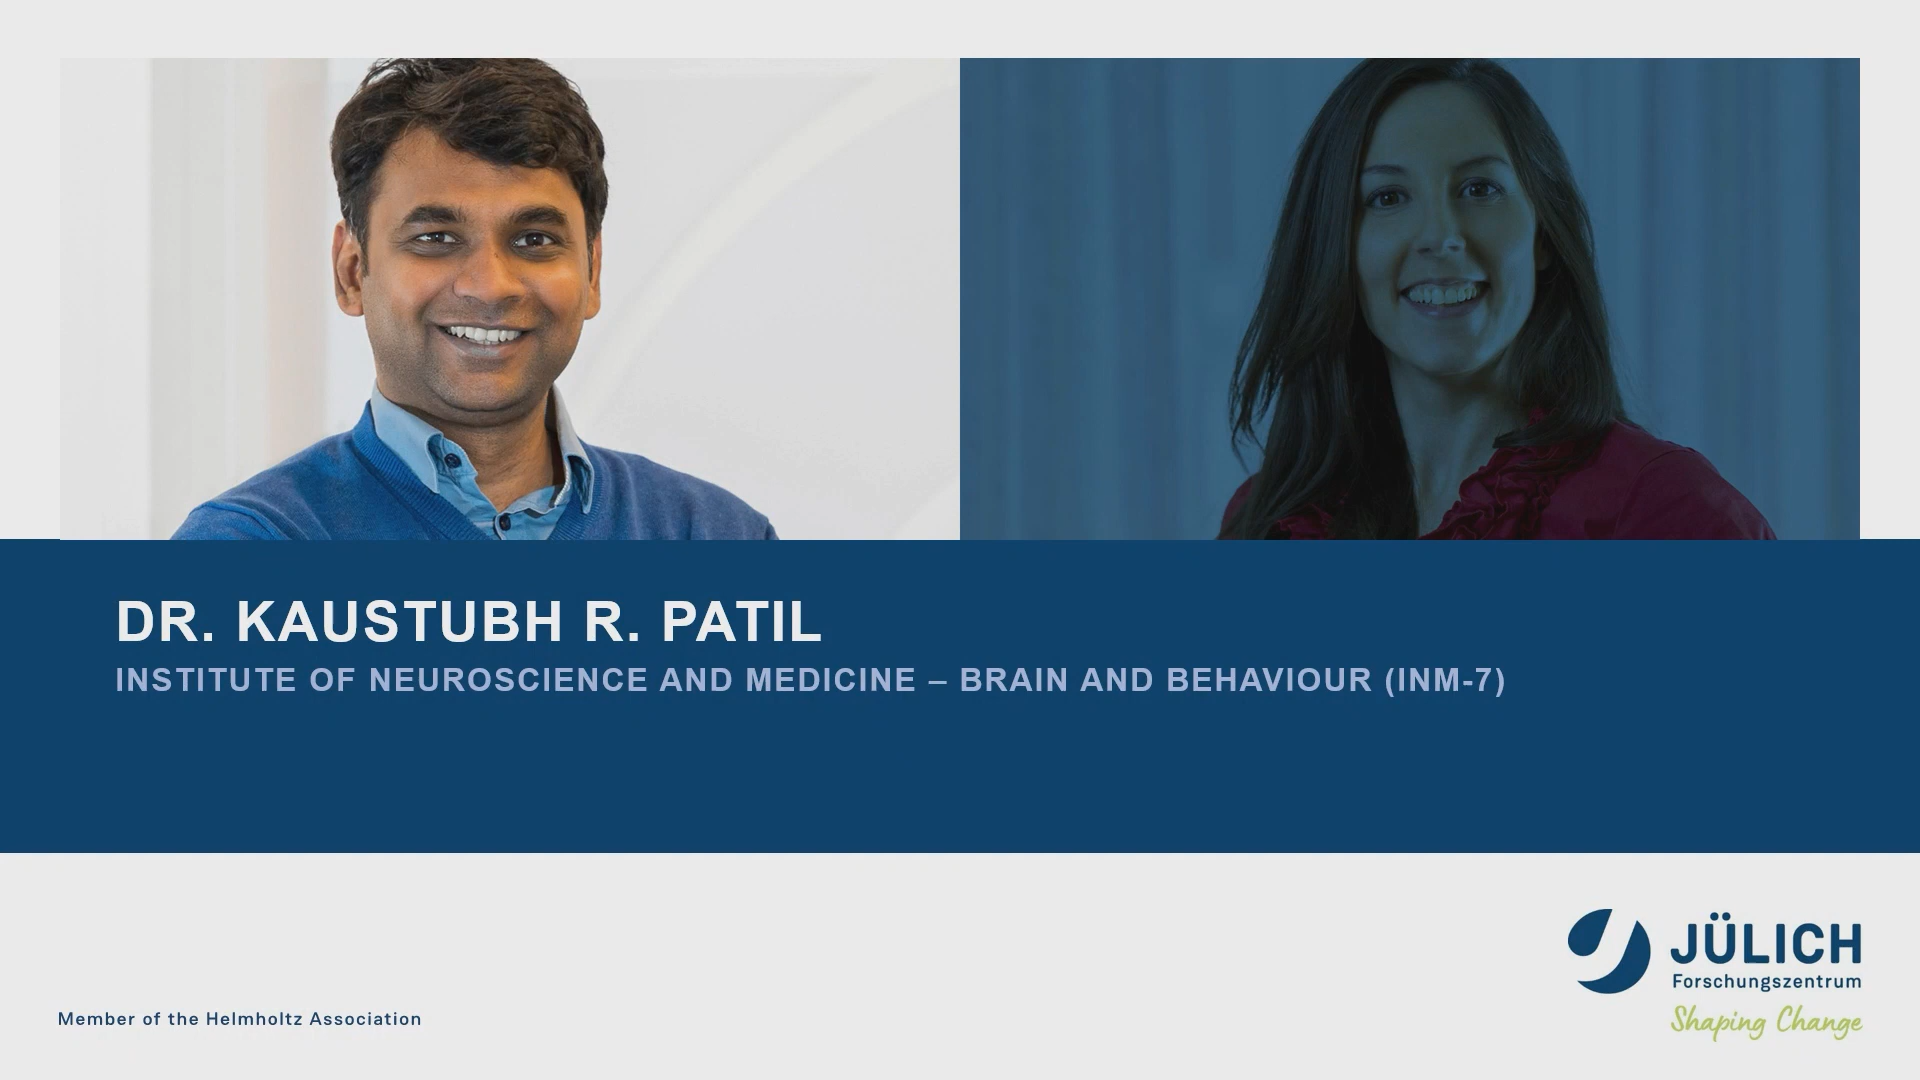 DR. KAUSTUBH R. PATIL
INSTITUTE OF NEUROSCIENCE AND MEDICINE – BRAIN AND BEHAVIOUR (INM-7)
JÜLICH
Forschungszentrum
Shaping Change
Member of the Helmholtz Association